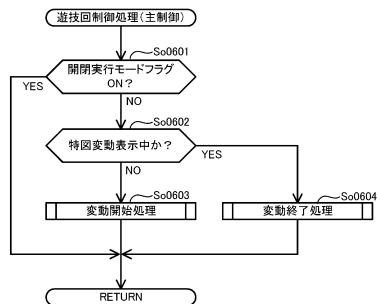 遊技回制御処理(主制御)
So0601
開閉実行モードフラグ
ON?
YES
NO
So0602
特図変動表示中か?
YES
NO
So0603
変動開始処理
So0604
変動終了処理
RETURN